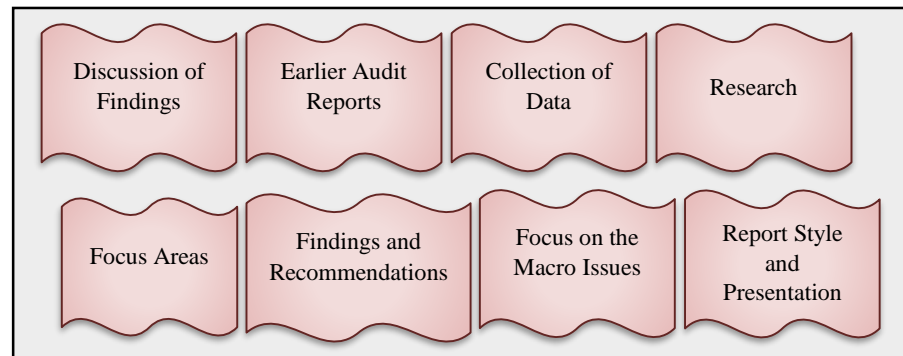 Discussion of
Findings
Earlier Audit
Reports
Collection of
Data
Research
Focus Areas
Findings and
Recommendations
Focus on the
Macro Issues
Report Style
and
Presentation